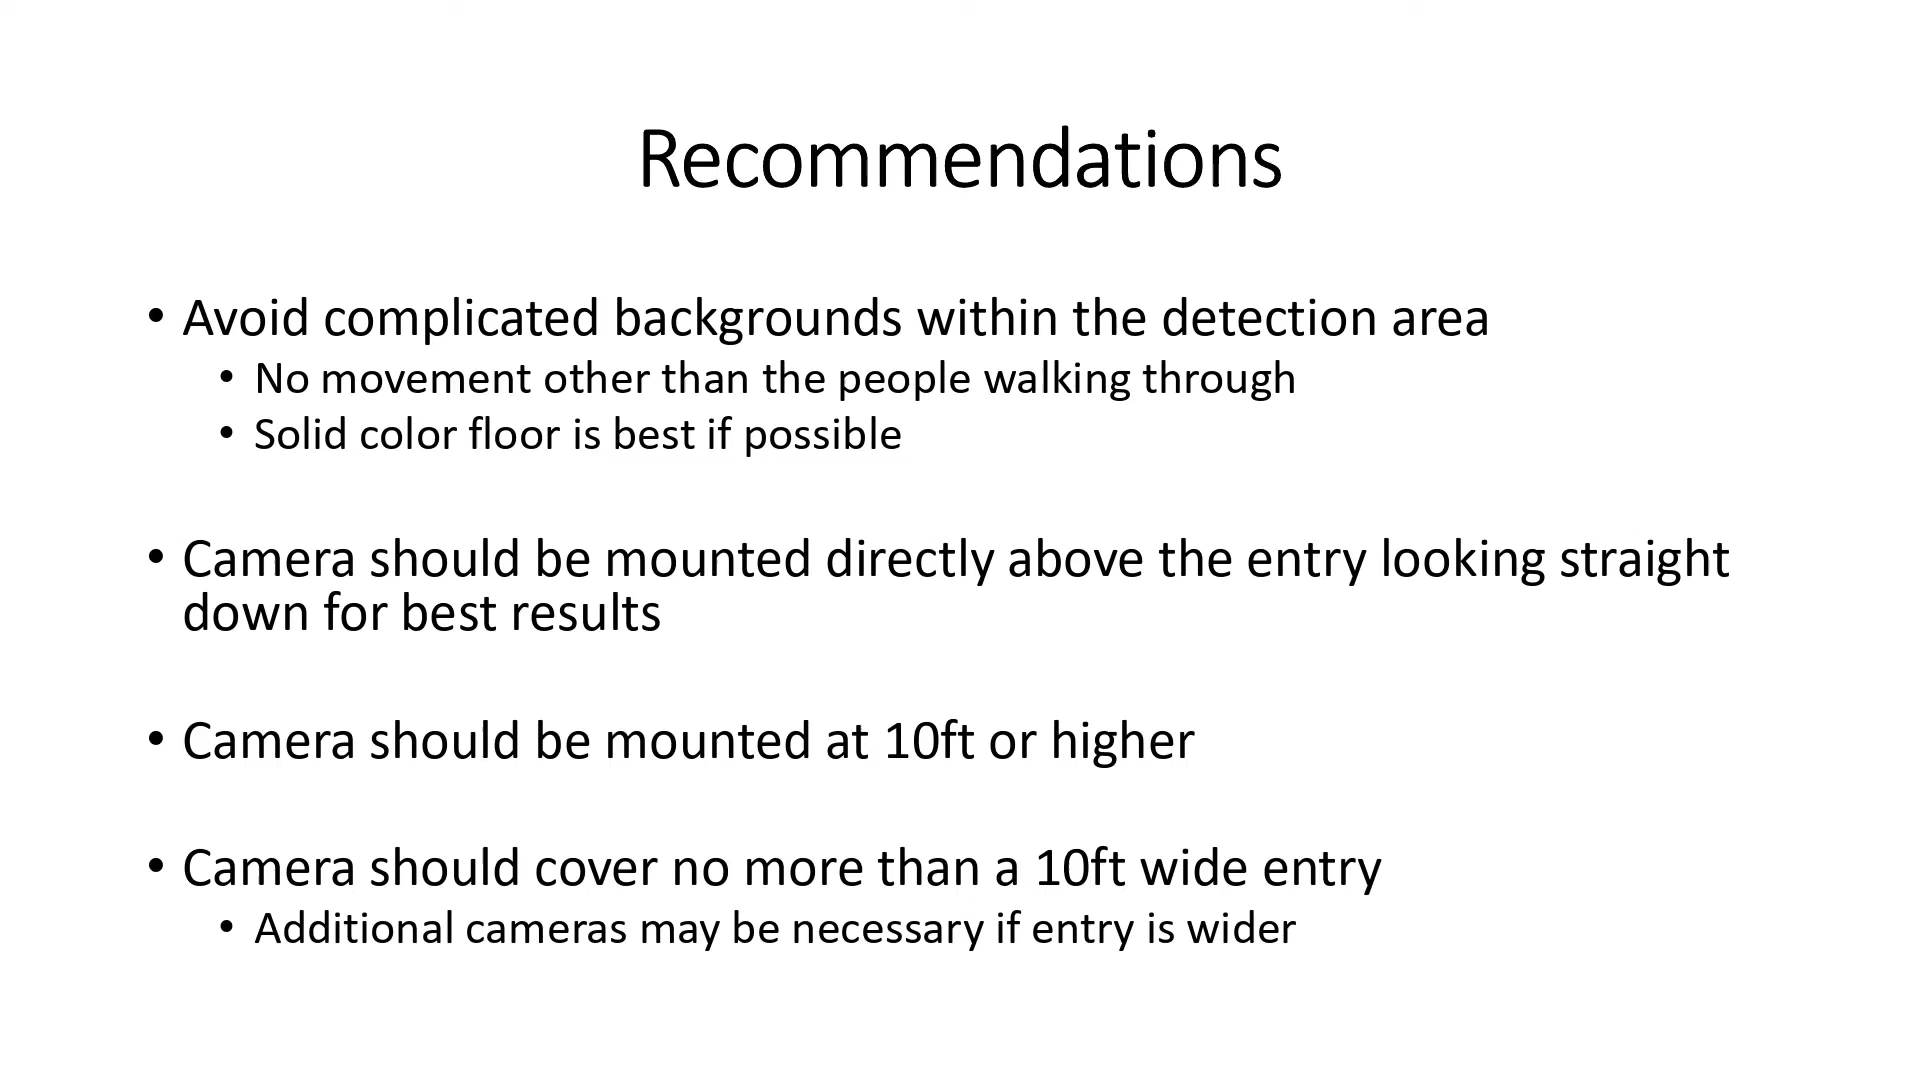 Recommendations
• Avoid complicated backgrounds within the detection area
• No movement other than the people walking through
• Solid color floor is best if possible
• Camera should be mounted directly above the entry looking straight
down for best results
• Camera should be mounted at 10ft or higher
• Camera should cover no more than a 10ft wide entry
• Additional cameras may be necessary if entry is wider